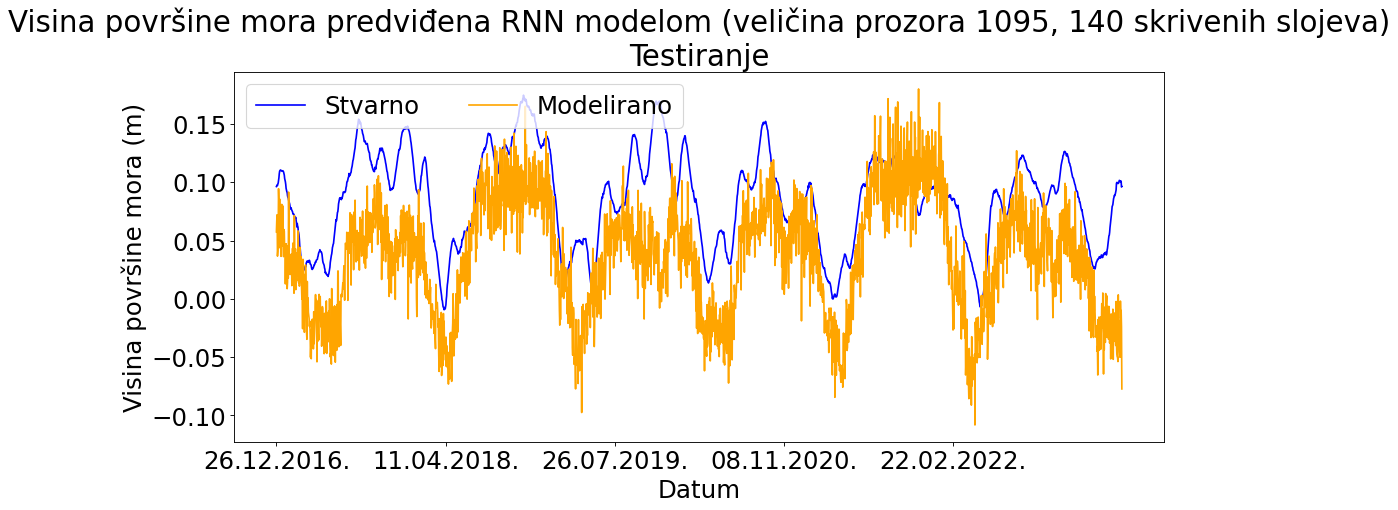 Visina površine mora predviđena RNN modelom (veličina prozora 1095, 140 skrivenih slojeva)
Testiranje
Stvarno Modelirano
Visina površine mora (m)
0.15
0.10
0.05
0.00
−0.05
−0.10
26.12.2016. 11.04.2018. 26.07.2019. 08.11.2020. 22.02.2022.
Datum